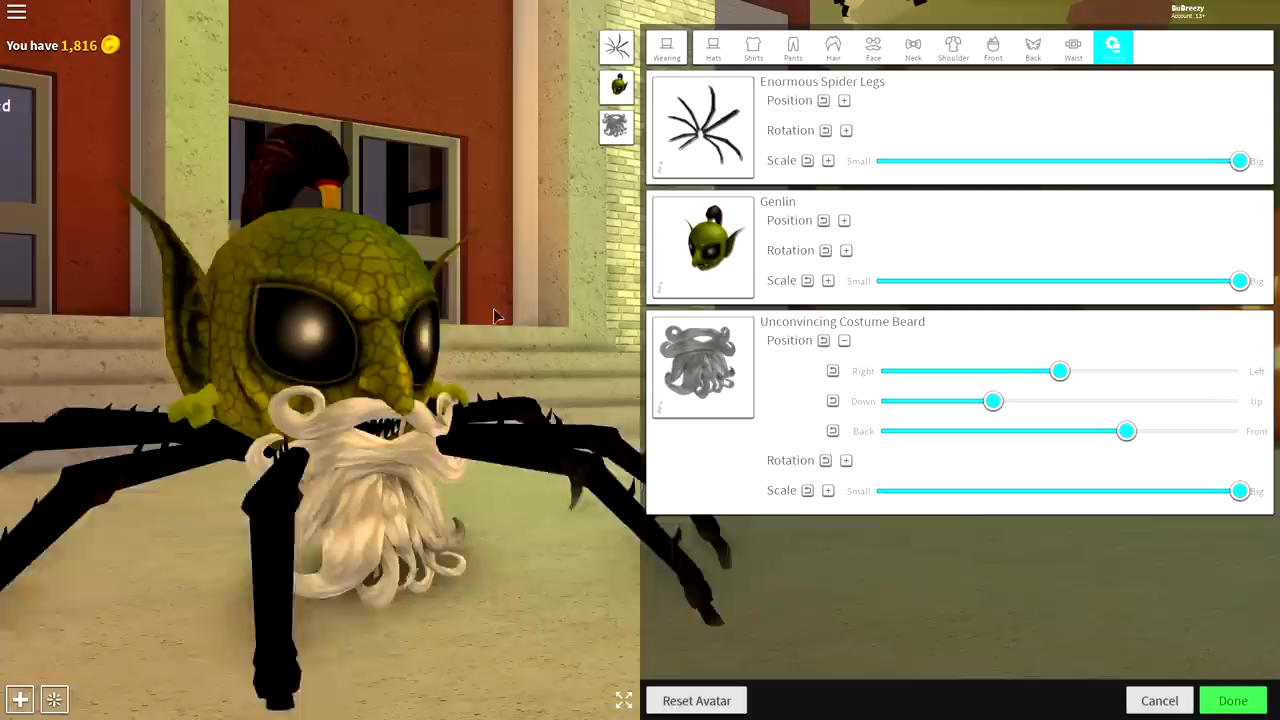 BuBreezy
Account: 13+
You have 1,816
d
Wearing
Hats
Shirts
Pants
Hair
Face
Neck
Shoulder
Front
Back
Waist
Enormous Spider Legs
Position
Rotation
Scale
Small
Big
Genlin
Position
Rotation
Scale
Small
Big
Unconvincing Costume Beard
Position
Right
Left
Down
Up
Back
Front
Rotation
Scale
Small
Big
Reset Avatar
Cancel
Done